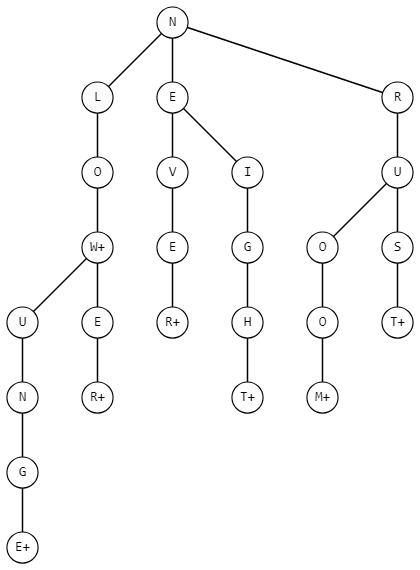 N
L E R
O V I U
W+ E G O S
U E R+ H O T+
N R+ T+ M+
G
E+